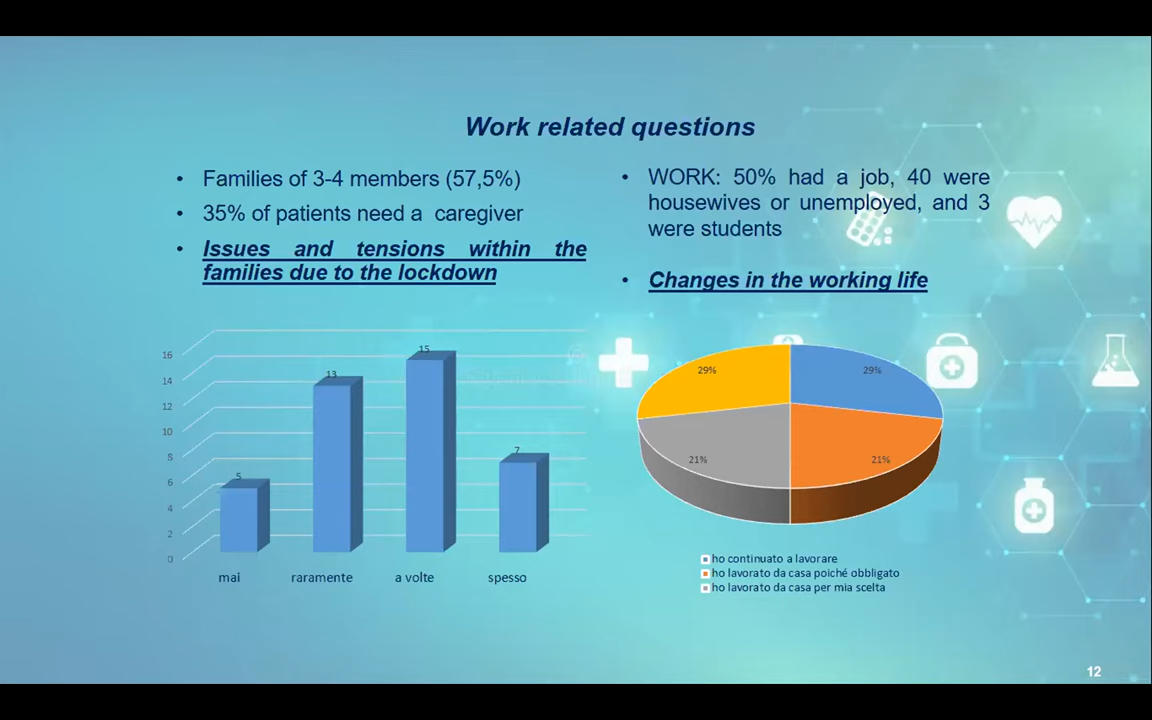 Work related questions
• Families of 3-4 members (57,5%)
• 35% of patients need a caregiver
• Issues and tensions within the
families due to the lockdown
• WORK: 50% had a job, 40 were
housewives or unemployed, and 3
were students
• Changes in the working life
16
14
12
10
8
6
4
2
0
5
13
15
7
mai
raramente
a volte
spesso
29%
29%
21%
21%
ho continuato a lavorare
ho lavorato da casa poiché obbligato
ho lavorato da casa per mia scelta
12